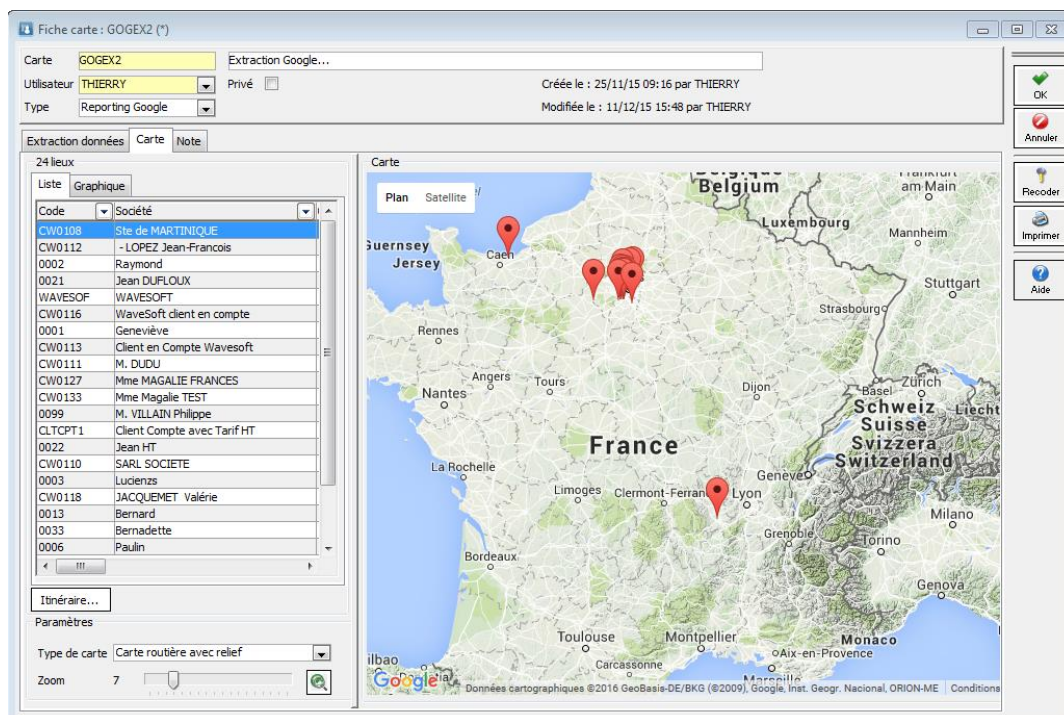 Fiche carte : GOGEX2 (*)
Carte GOGEX2 Extraction Google...
Utilisateur THIERRY Privé Créée le : 25/11/15 09:16 par THIERRY
Type Reporting Google Modifiée le : 11/12/15 15:48 par THIERRY
OK
Annuler
Recoder
Imprimer
Aide
Extraction données Carte Note
24 lieux
Liste Graphique
Code Société
CW0108 Ste de MARTINIQUE
CW0112 - LOPEZ Jean-Francois
0002 Raymond
0021 Jean DUFLOUX
WAVESOF WAVESOFT
CW0116 WaveSoft client en compte
0001 Geneviève
CW0113 Client en Compte Wavesoft
CW0111 M. DUDU
CW0127 Mme MAGALIE FRANCES
CW0133 Mme Magalie TEST
0099 M. VILLAIN Philippe
CLTCPT1 Client Compte avec Tarif HT
0022 Jean HT
CW0110 SARL SOCIETE
0003 Lucienzs
CW0118 JACQUEMET Valérie
0013 Bernard
0033 Bernadette
0006 Paulin
Itinéraire...
Paramètres
Type de carte Carte routière avec relief
Zoom 7
Carte
Plan Satellite
Belgium
am Main
Luxembourg
Mannheim
Guernsey
Jersey
Caen
Stuttgart
Strasbourg
Rennes
Angers
Tours
Nantes
Dijon
Basel
Zürich
Schweiz
Liecht
Suisse
Svizzera
Switzerland
France
La Rochelle
Genève
Limoges
Clermont-Ferrand
Lyon
Milano
Grenoble
Torino
Bordeaux
Genova
Toulouse
Montpellier
Monaco
Aix-en-Provence
Marseille
ilbao
Carcassonne
Google
Données cartographiques ©2016 GeoBasis-DE/BKG (©2009), Google, Inst. Geogr. Nacional, ORION-ME Conditions